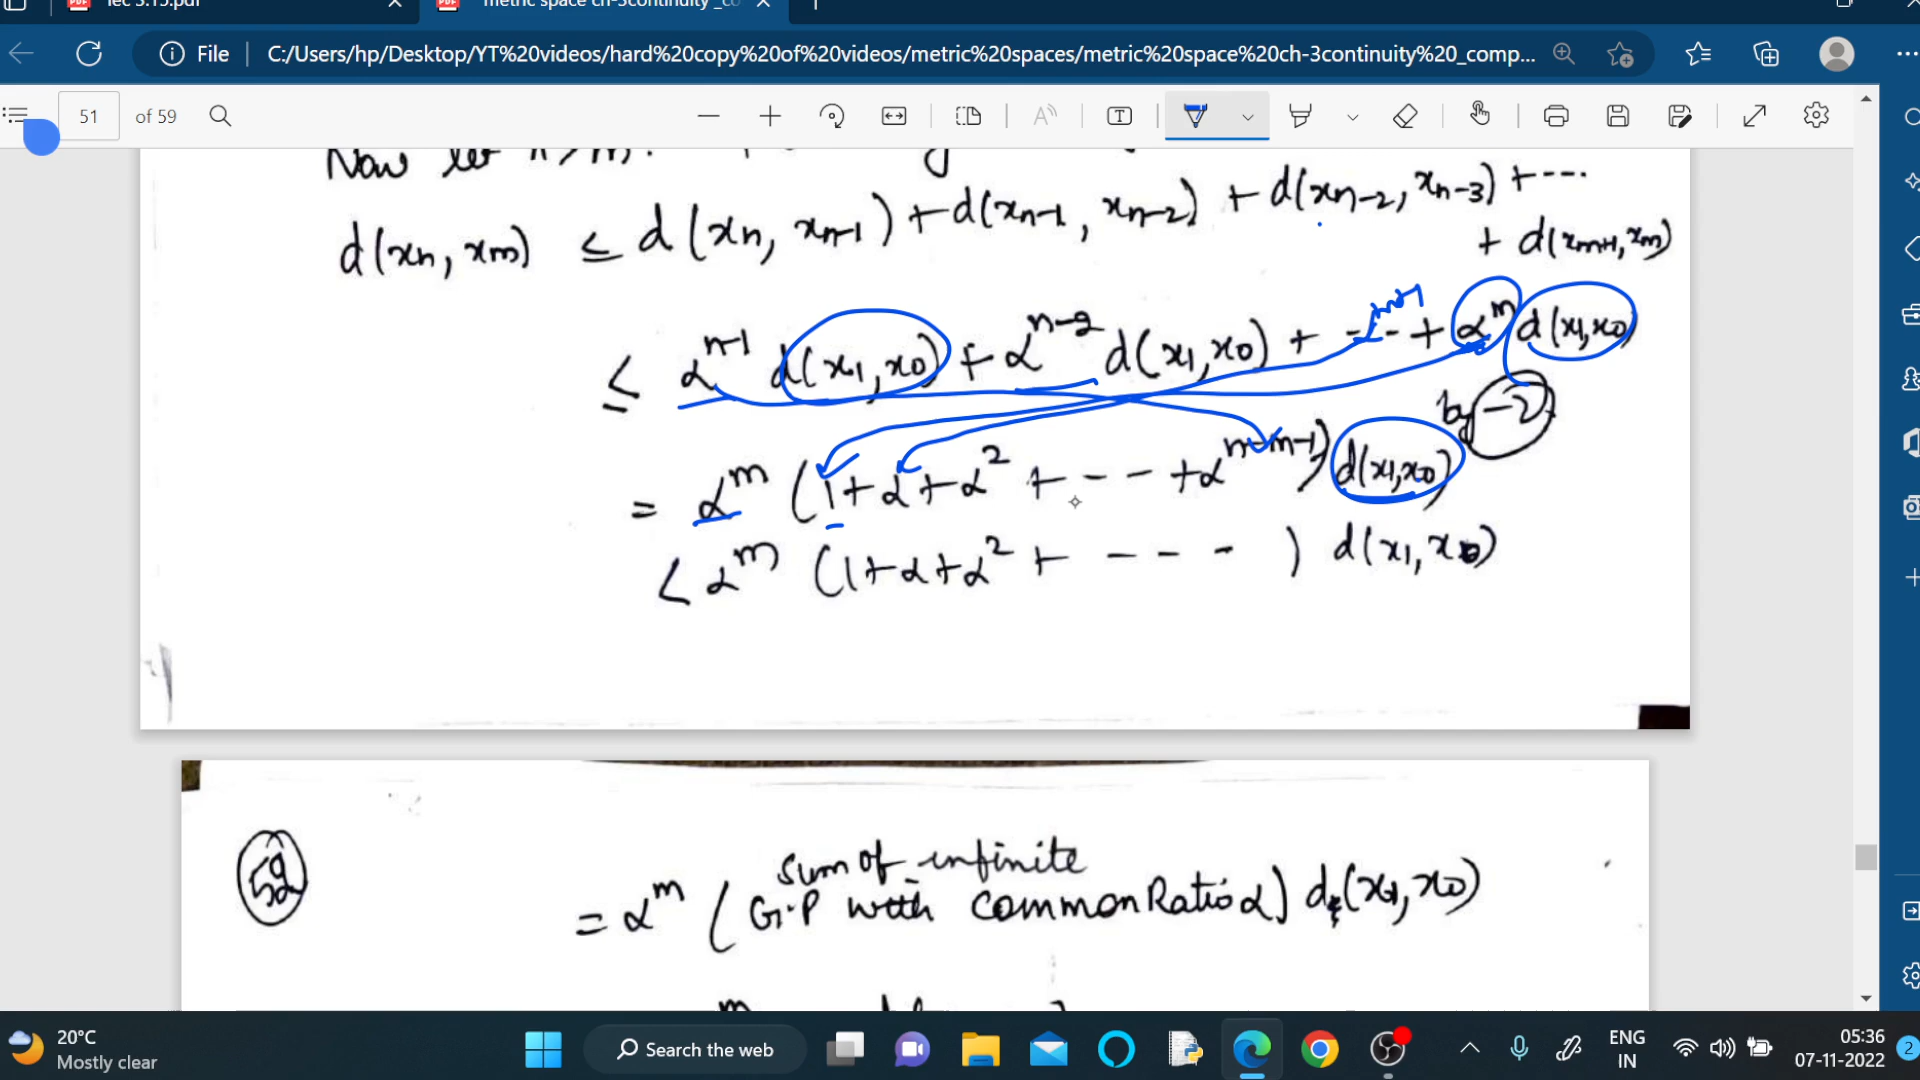 lec 3.15.pdf
metric space ch-3continuity _co
File
C:/Users/hp/Desktop/YT%20videos/hard%20copy%20of%20videos/metric%20spaces/metric%20space%20ch-3continuity%20_comp...
51 of 59
Now let n>m.
d(xn, xm) ≤ d(xn, xn-1) + d(xn-1, xn-2) + d(xn-2, xn-3) + ----
+ d(xm+1, xm)
≤ α^n-1 d(x1, x0) + α^n-2 d(x1, x0) + --- + α^m d(x1, x0)
α^m+1
by -2
= α^m (1+α+α^2 + --- +α^n-m-1) d(x1,x0)
< α^m (1+α+α^2 + ---- ) d(x1, x0)
52
sum of infinite
= α^m ( G.P with common Ratio α) d(x1, x0)
20°C
Mostly clear
Search the web
ENG
IN
05:36
07-11-2022
2